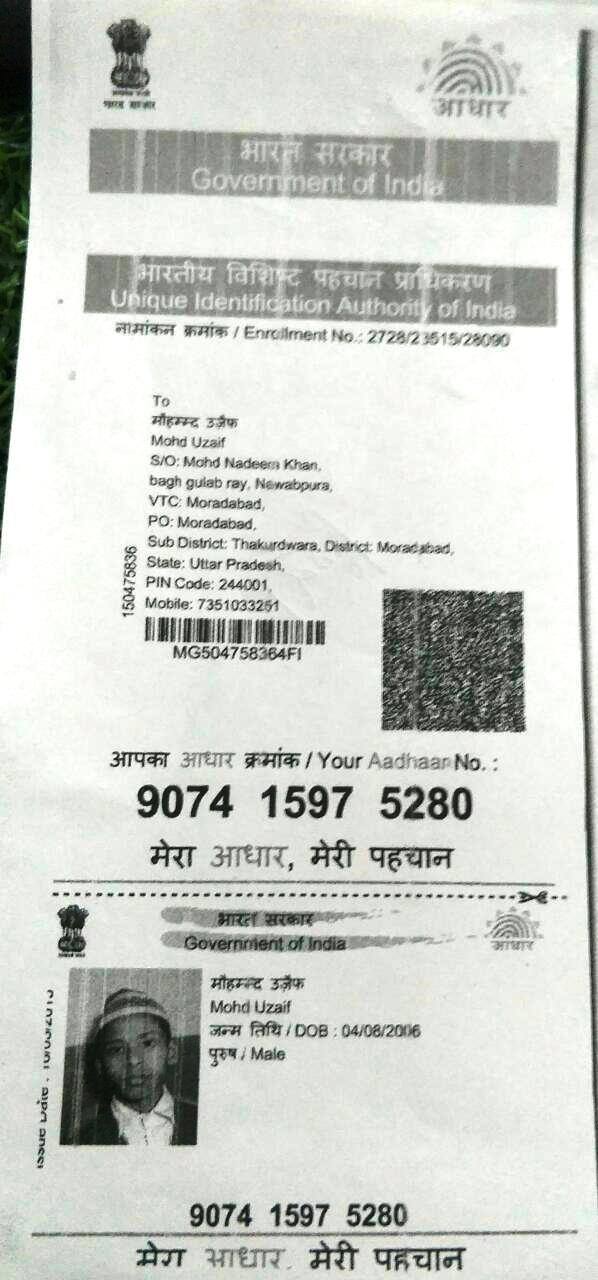 भारत सरकार
आधार
भारत सरकार
Government of India
भारतीय विशिष्ट पहचान प्राधिकरण
Unique Identification Authority of India
नामांकन क्रमांक / Enrollment No.: 2728/23515/28090
To
मौहम्मद उज़ैफ
Mohd Uzaif
S/O: Mohd Nadeem Khan,
bagh gulab ray, Nawabpura,
VTC: Moradabad,
PO: Moradabad,
Sub District: Thakurdwara, District: Moradabad,
State: Uttar Pradesh,
PIN Code: 244001,
Mobile: 7351033251
150475836
MG504758364FI
आपका आधार क्रमांक / Your Aadhaar No. :
9074 1597 5280
मेरा आधार, मेरी पहचान
भारत सरकार
Government of India
आधार
मौहम्मद उज़ैफ
Mohd Uzaif
जन्म तिथि / DOB : 04/08/2006
पुरुष / Male
Issue Date :
9074 1597 5280
मेरा आधार, मेरी पहचान